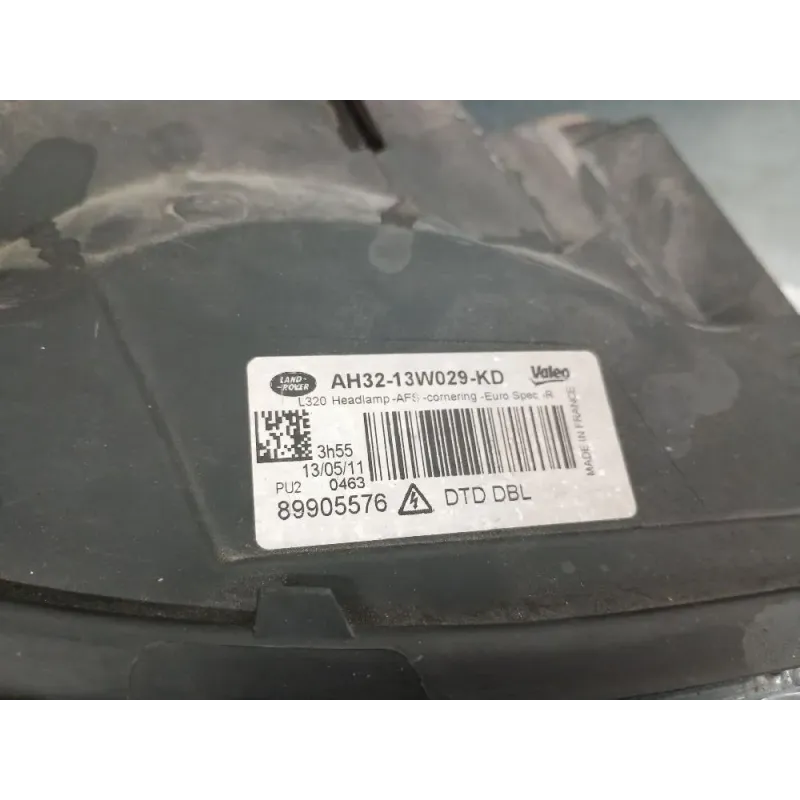 LAND-
-ROVER
AH32-13W029-KD
Valeo
L320 Headlamp -AFS -cornering -Euro Spec -R
3h55
13/05/11
PU2 0463
89905576 DTD DBL
MADE IN FRANCE